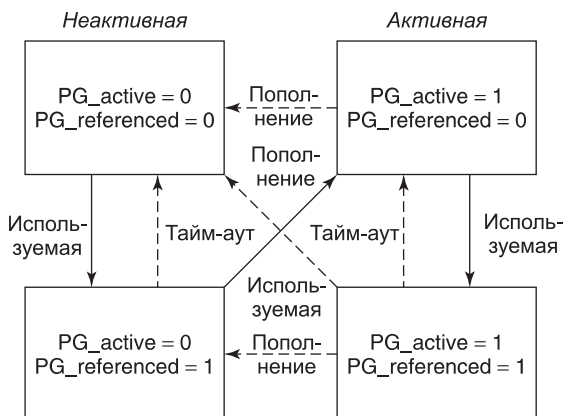 Неактивная
Активная
PG_active = 0
PG_referenced = 0
Попол-
нение
PG_active = 1
PG_referenced = 0
Попол-
нение
Исполь-
зуемая
Тайм-аут
Тайм-аут
Исполь-
зуемая
Исполь-
зуемая
PG_active = 0
PG_referenced = 1
Попол-
нение
PG_active = 1
PG_referenced = 1